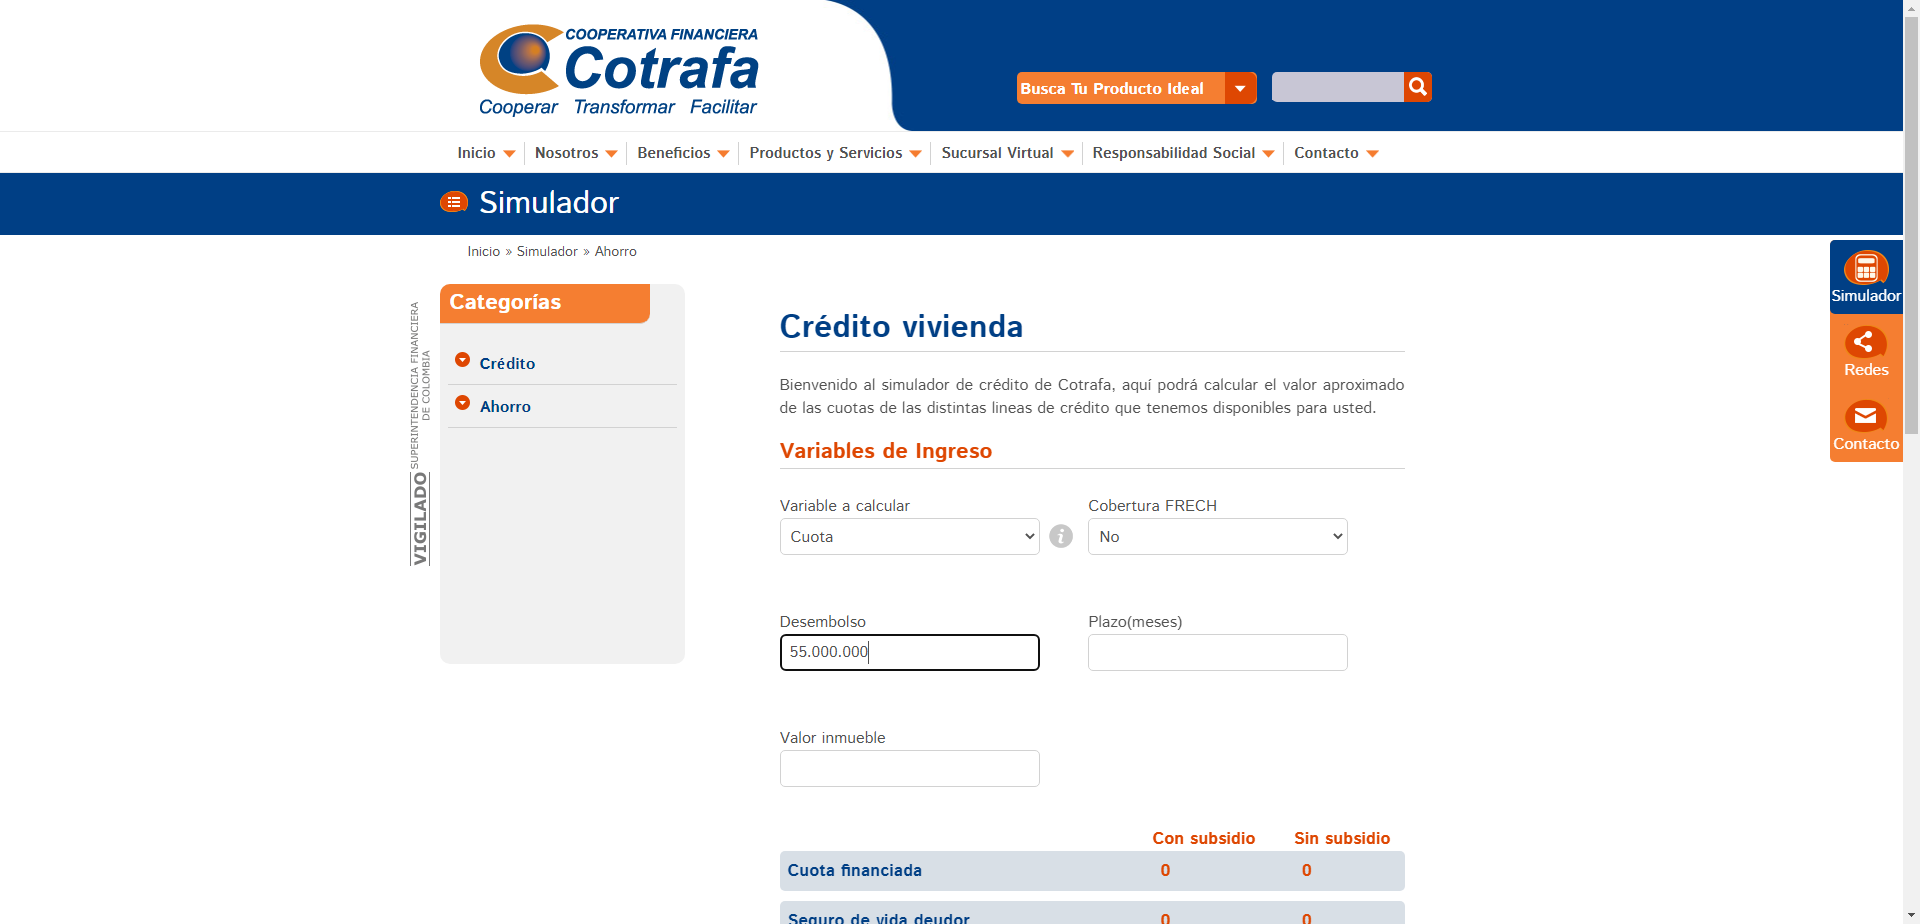 COOPERATIVA FINANCIERA
Cotrafa
Cooperar Transformar Facilitar
Busca Tu Producto Ideal
Inicio Nosotros Beneficios Productos y Servicios Sucursal Virtual Responsabilidad Social Contacto
Simulador
Inicio » Simulador » Ahorro
VIGILADO SUPERINTENDENCIA FINANCIERA
DE COLOMBIA
Categorías
Crédito
Ahorro
Crédito vivienda
Bienvenido al simulador de crédito de Cotrafa, aquí podrá calcular el valor aproximado
de las cuotas de las distintas lineas de crédito que tenemos disponibles para usted.
Variables de Ingreso
Variable a calcular Cobertura FRECH
Cuota No
Desembolso Plazo(meses)
55.000.000
Valor inmueble
Con subsidio Sin subsidio
Cuota financiada 0 0
Seguro de vida deudor 0 0
Simulador
Redes
Contacto